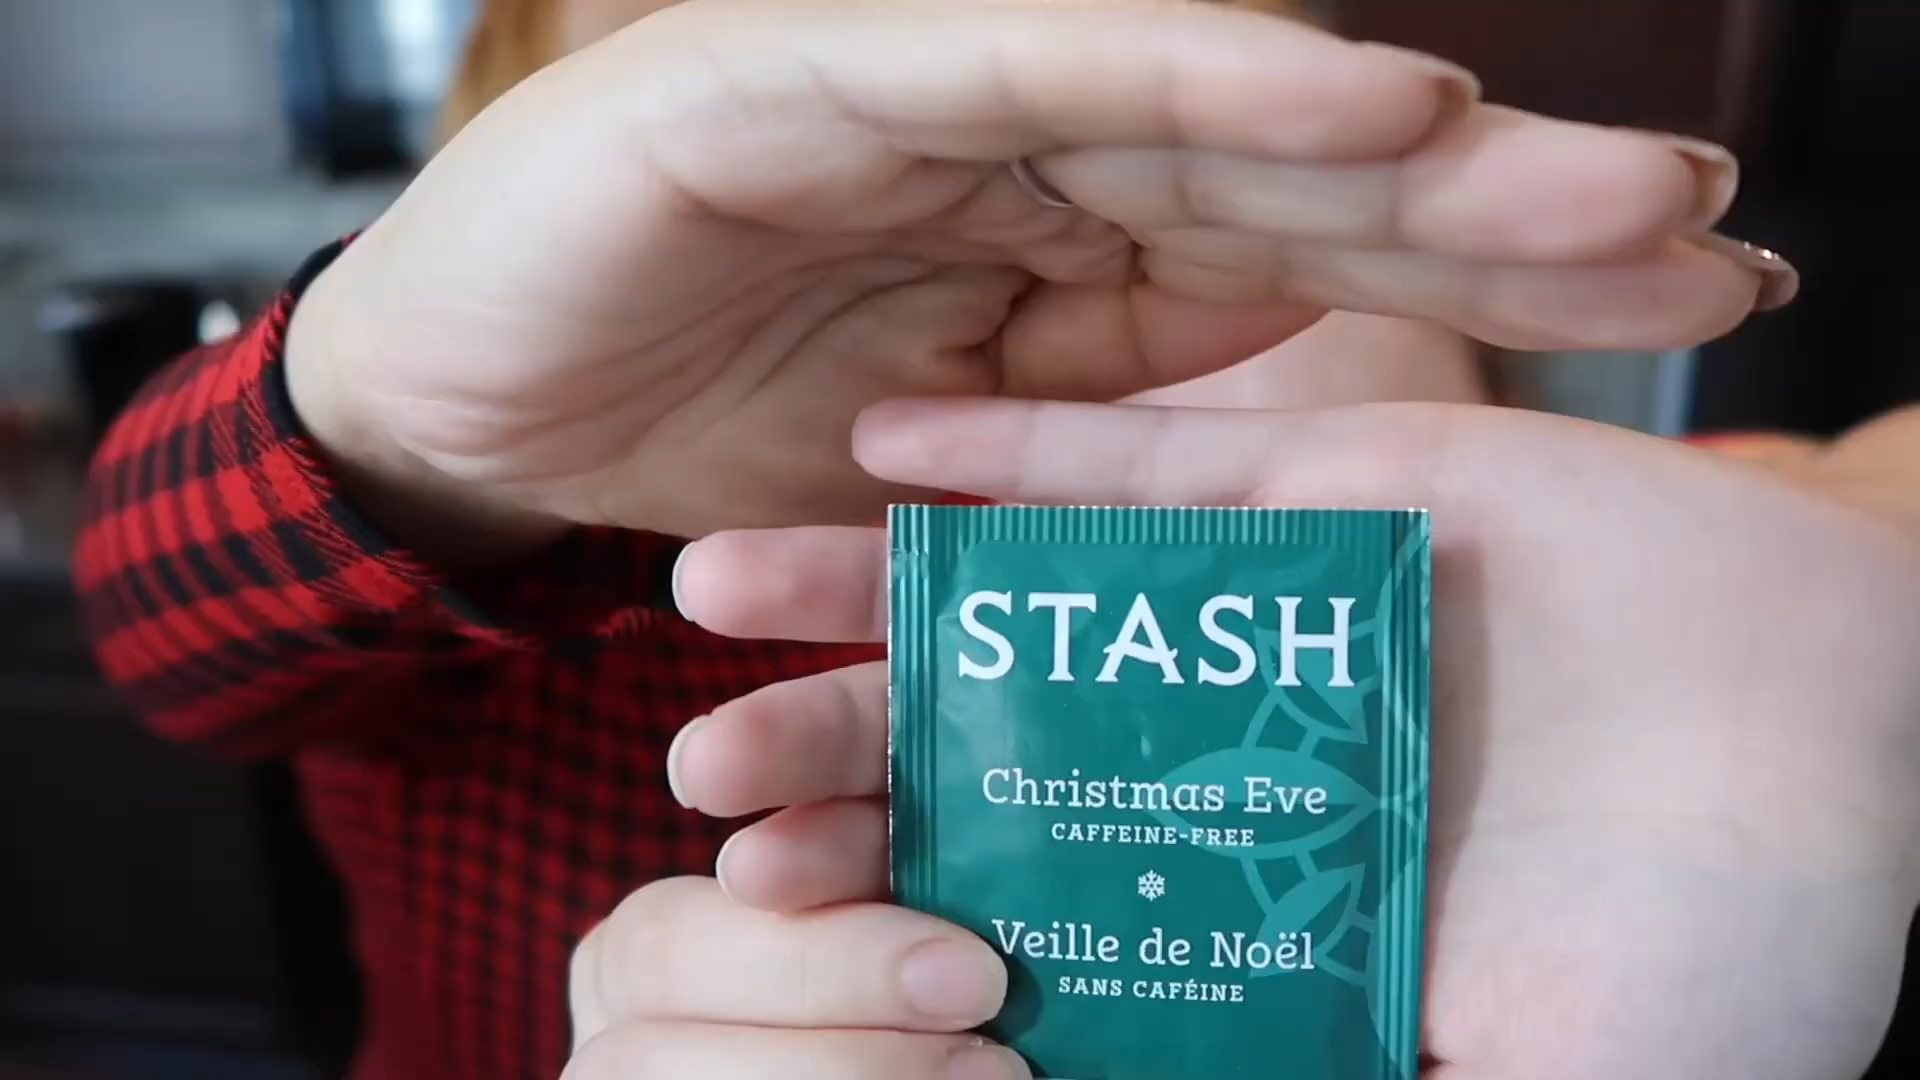 STASH
Christmas Eve
CAFFEINE-FREE
Veille de Noël
SANS CAFÉINE